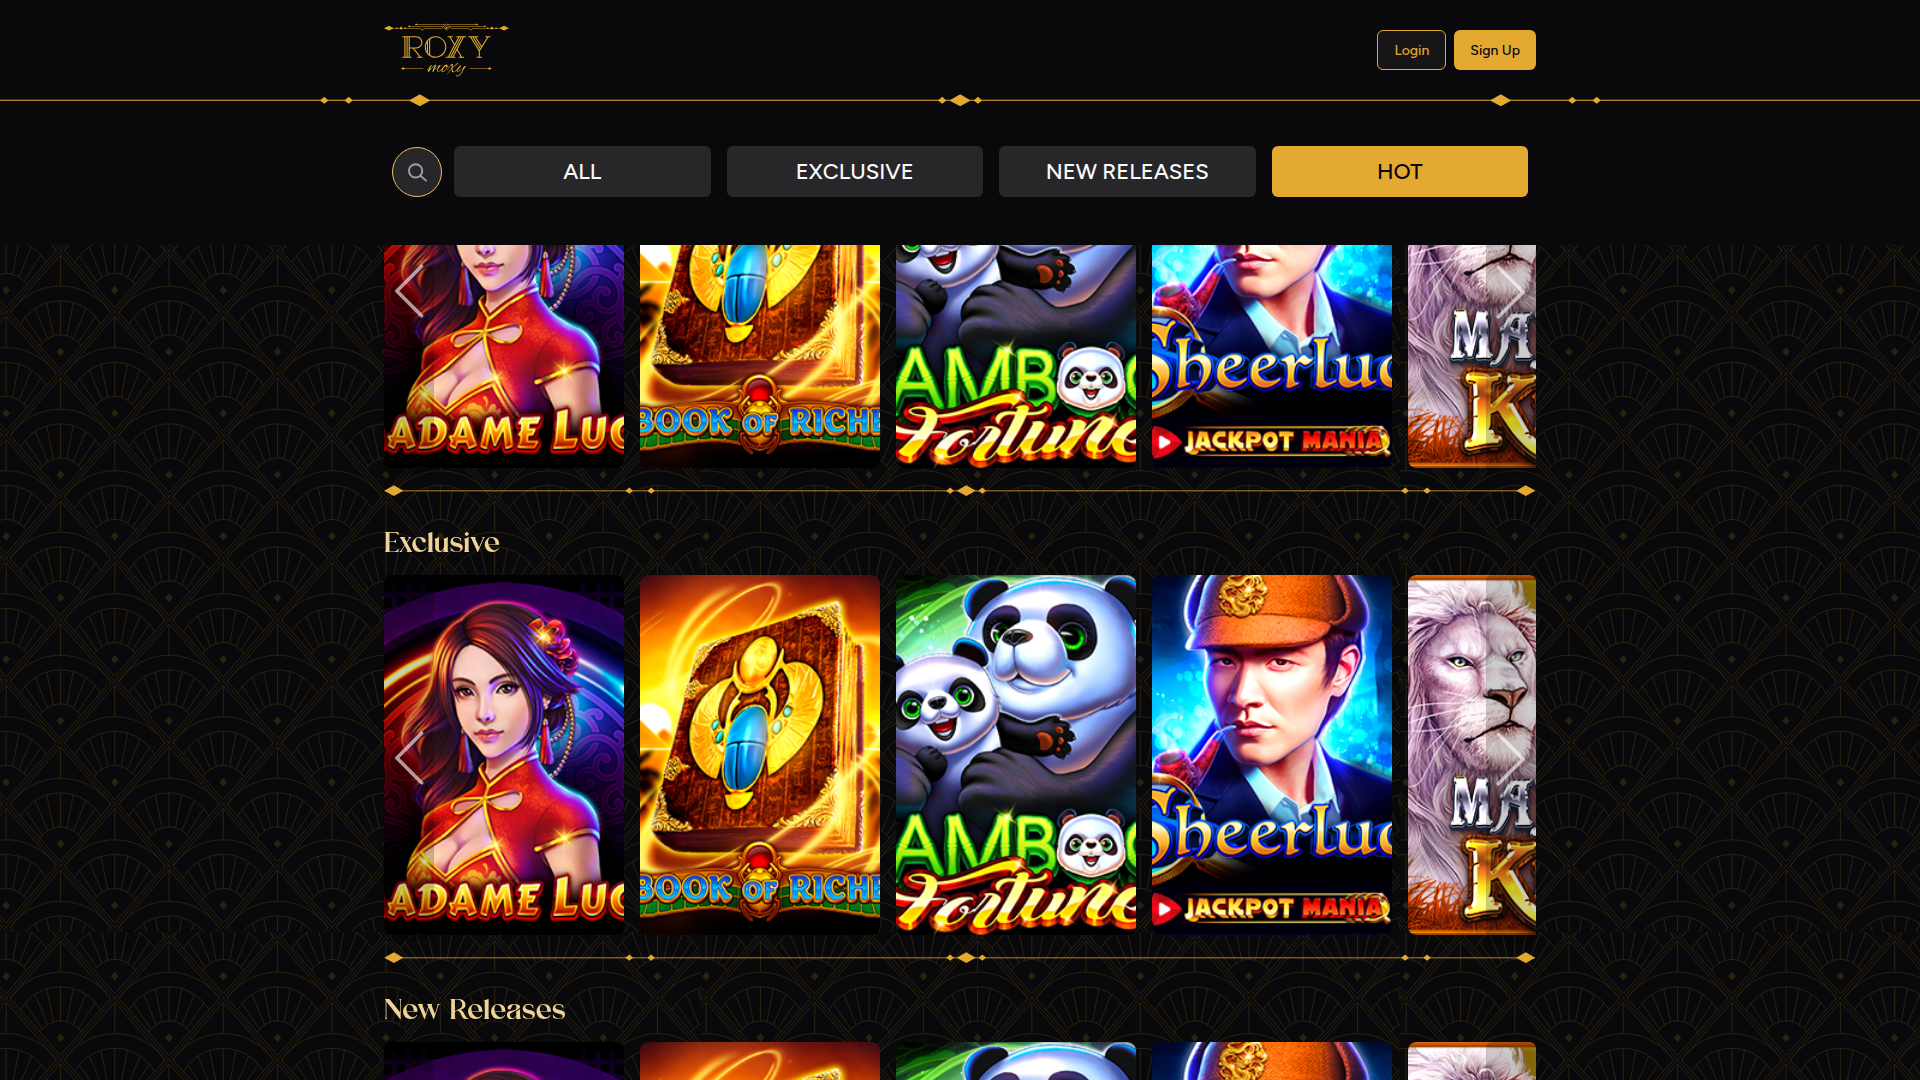 ROXY
moxy
Login
Sign Up
ALL
EXCLUSIVE
NEW RELEASES
HOT
ADAME LUC
BOOK OF RICHE
AMBO
Fortune
Sheerluc
JACKPOT MANIA
MA
K
Exclusive
ADAME LUC
BOOK OF RICHE
AMBO
Fortune
Sheerluc
JACKPOT MANIA
MA
K
New Releases